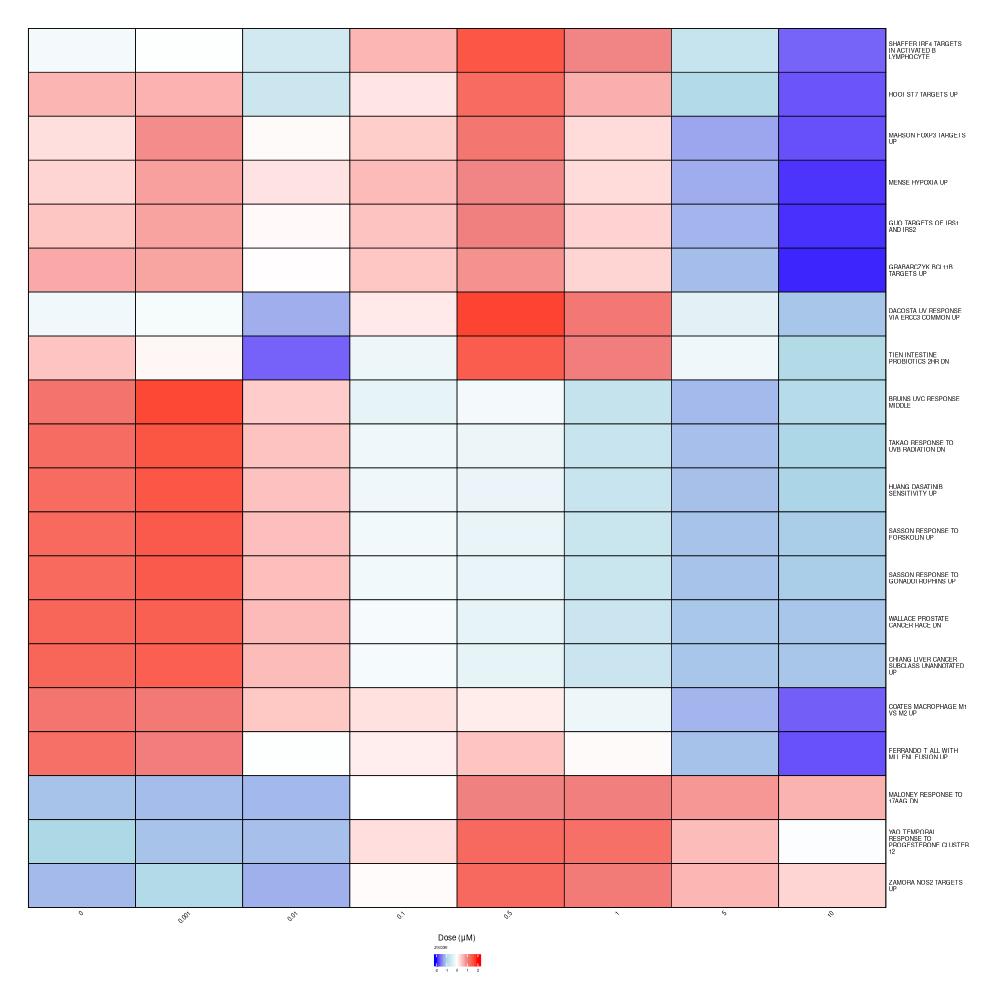 SHAFFER IRF4 TARGETS
IN ACTIVATED B
LYMPHOCYTE
HOOI ST7 TARGETS UP
MARSON FOXP3 TARGETS
UP
MENSE HYPOXIA UP
GUO TARGETS OF IRS1
AND IRS2
GRABARCZYK BCL11B
TARGETS UP
DACOSTA UV RESPONSE
VIA ERCC3 COMMON UP
TIEN INTESTINE
PROBIOTICS 2HR DN
BRUINS UVC RESPONSE
MIDDLE
TAKAO RESPONSE TO
UVB RADIATION DN
HUANG DASATINIB
SENSITIVITY UP
SASSON RESPONSE TO
FORSKOLIN UP
SASSON RESPONSE TO
GONADOTROPHINS UP
WALLACE PROSTATE
CANCER RACE DN
CHIANG LIVER CANCER
SUBCLASS UNANNOTATED
UP
COATES MACROPHAGE M1
VS M2 UP
FERRANDO T ALL WITH
MLL ENL FUSION UP
MALONEY RESPONSE TO
17AAG DN
YAO TEMPORAL
RESPONSE TO
PROGESTERONE CLUSTER
12
ZAMORA NOS2 TARGETS
UP
0 0.001 0.01 0.1 0.5 1 5 10
Dose (μM)